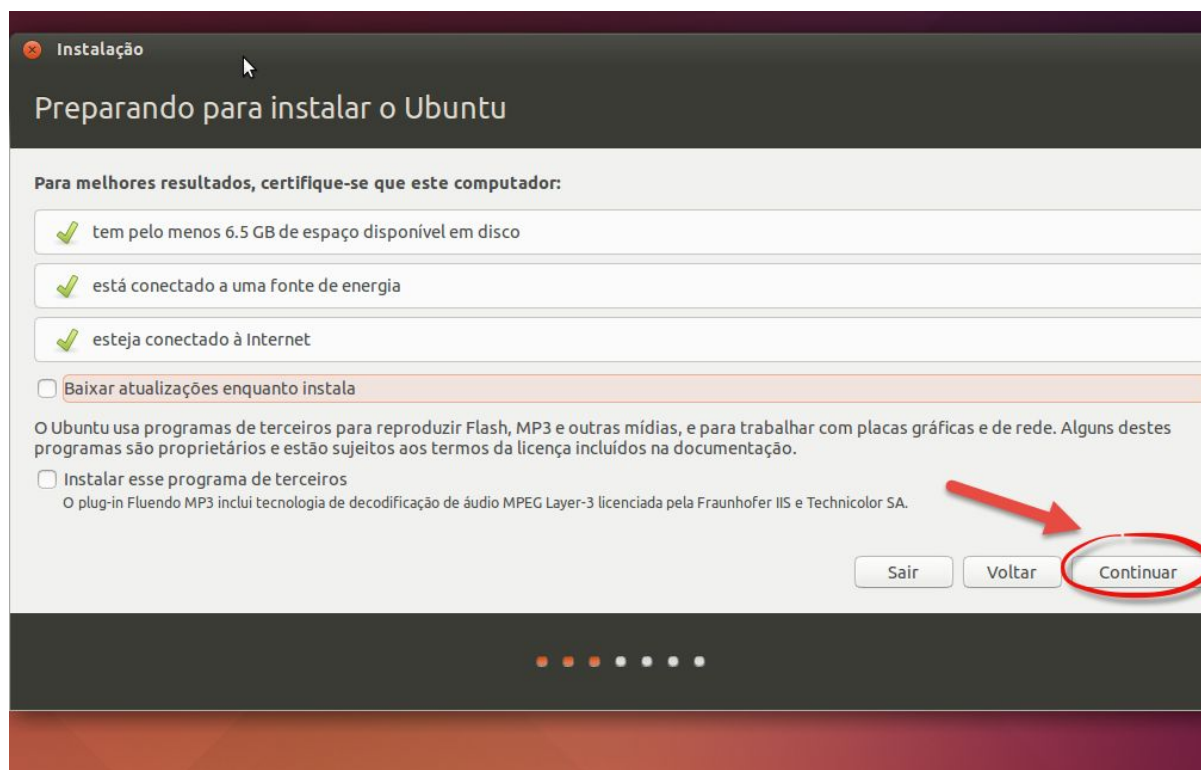 Instalação
Preparando para instalar o Ubuntu
Para melhores resultados, certifique-se que este computador:
tem pelo menos 6.5 GB de espaço disponível em disco
está conectado a uma fonte de energia
esteja conectado à Internet
Baixar atualizações enquanto instala
O Ubuntu usa programas de terceiros para reproduzir Flash, MP3 e outras mídias, e para trabalhar com placas gráficas e de rede. Alguns destes
programas são proprietários e estão sujeitos aos termos da licença incluídos na documentação.
Instalar esse programa de terceiros
O plug-in Fluendo MP3 inclui tecnologia de decodificação de áudio MPEG Layer-3 licenciada pela Fraunhofer IIS e Technicolor SA.
Sair Voltar Continuar